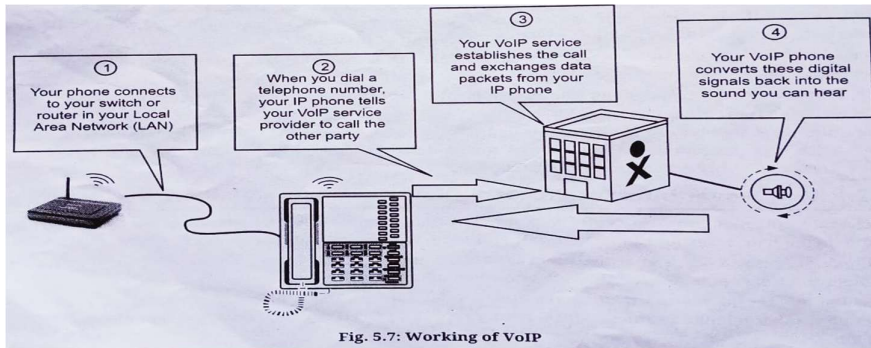 1
Your phone connects
to your switch or
router in your Local
Area Network (LAN)
2
When you dial a
telephone number,
your IP phone tells
your VoIP service
provider to call the
other party
3
Your VoIP service
establishes the call
and exchanges data
packets from your
IP phone
4
Your VoIP phone
converts these digital
signals back into the
sound you can hear
X
Fig. 5.7: Working of VoIP